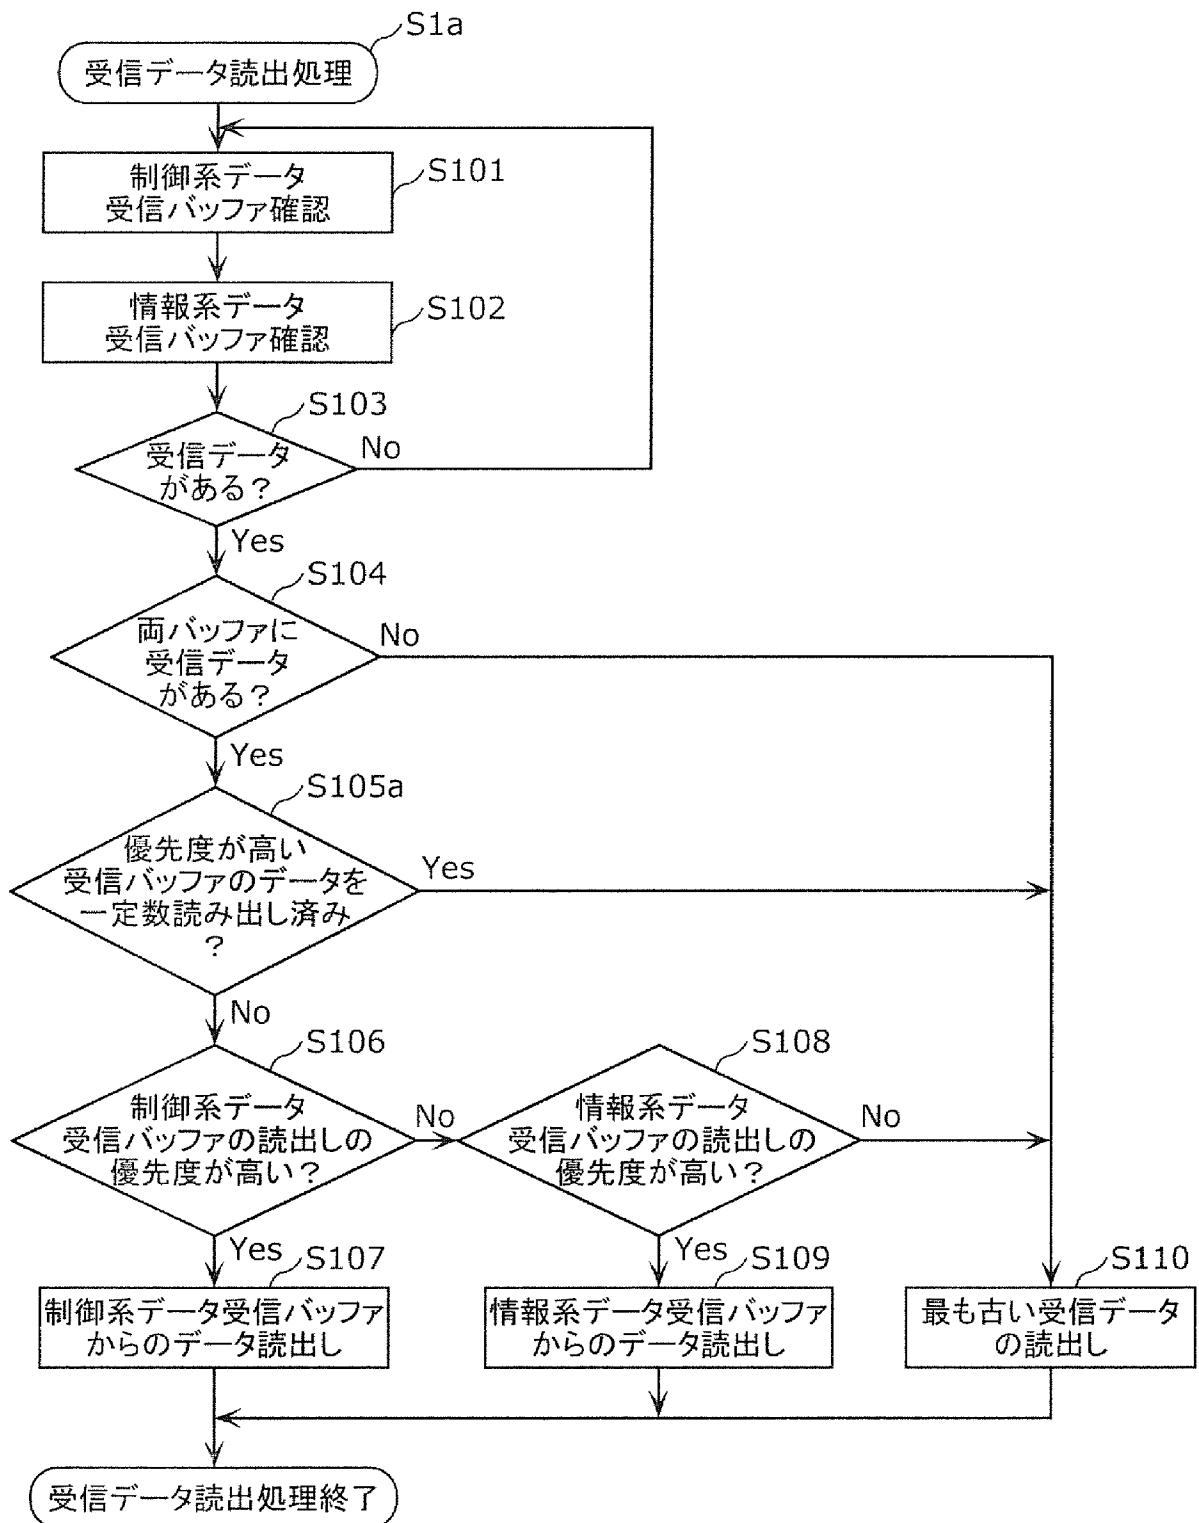 S1a
受信データ読出処理
S101
制御系データ
受信バッファ確認
S102
情報系データ
受信バッファ確認
S103
受信データ
がある？
No
Yes
S104
両バッファに
受信データ
がある？
No
Yes
S105a
優先度が高い
受信バッファのデータを
一定数読み出し済み
？
Yes
No
S106
制御系データ
受信バッファの読出しの
優先度が高い？
No
S108
情報系データ
受信バッファの読出しの
優先度が高い？
No
Yes
S107
制御系データ受信バッファ
からのデータ読出し
Yes
S109
情報系データ受信バッファ
からのデータ読出し
S110
最も古い受信データ
の読出し
受信データ読出処理終了